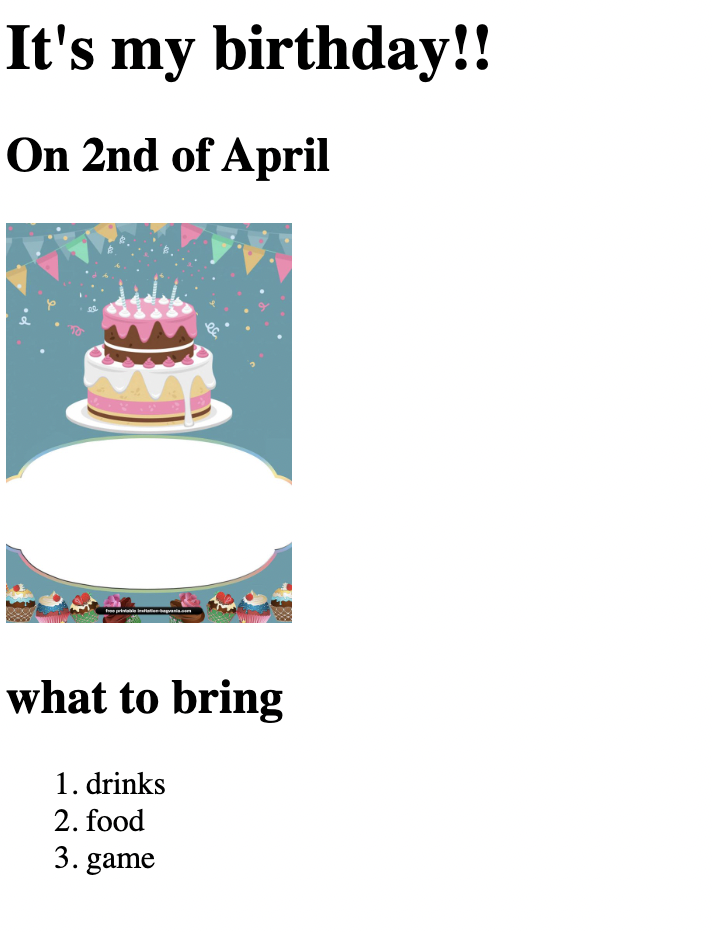 It's my birthday!!
On 2nd of April
free printable invitation-bagvania.com
what to bring
1. drinks
2. food
3. game